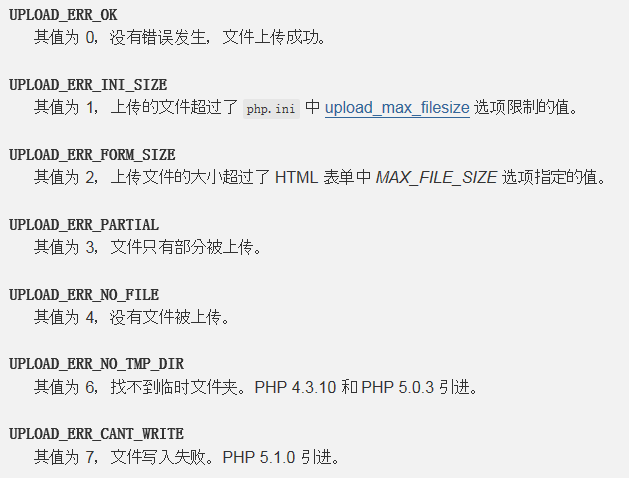 UPLOAD_ERR_OK
其值为 0，没有错误发生，文件上传成功。
UPLOAD_ERR_INI_SIZE
其值为 1，上传的文件超过了 php.ini 中 upload_max_filesize 选项限制的值。
UPLOAD_ERR_FORM_SIZE
其值为 2，上传文件的大小超过了 HTML 表单中 MAX_FILE_SIZE 选项指定的值。
UPLOAD_ERR_PARTIAL
其值为 3，文件只有部分被上传。
UPLOAD_ERR_NO_FILE
其值为 4，没有文件被上传。
UPLOAD_ERR_NO_TMP_DIR
其值为 6，找不到临时文件夹。PHP 4.3.10 和 PHP 5.0.3 引进。
UPLOAD_ERR_CANT_WRITE
其值为 7，文件写入失败。PHP 5.1.0 引进。